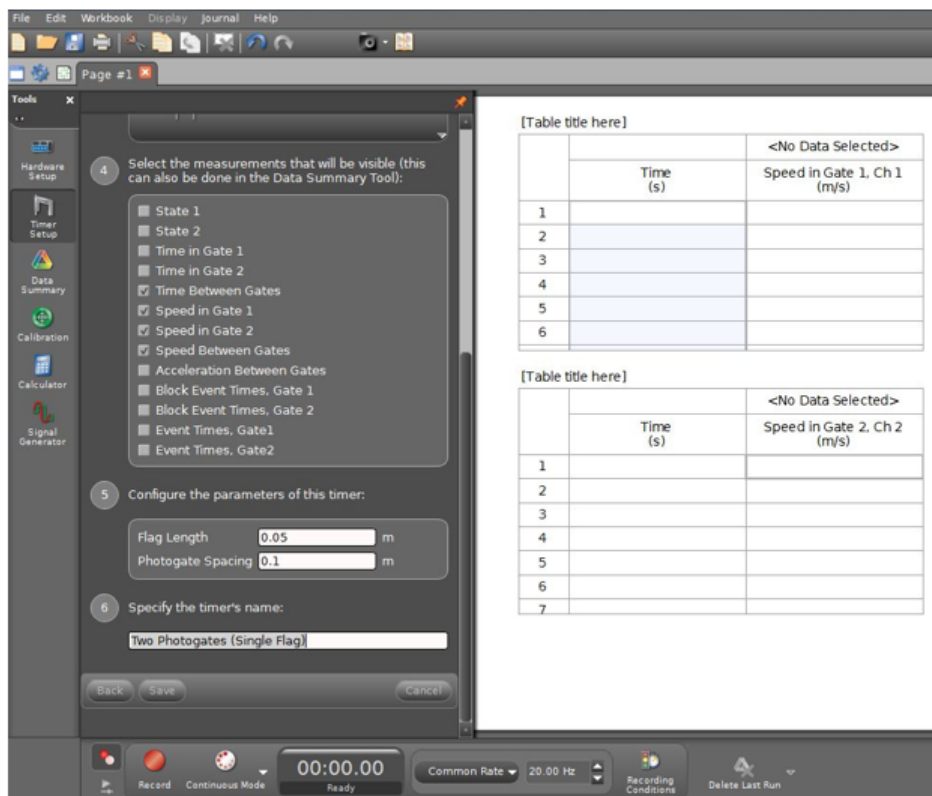 File Edit Workbook Display Journal Help
Page #1
Tools
Hardware
Setup
Timer
Setup
Data
Summary
Calibration
Calculator
Signal
Generator
4 Select the measurements that will be visible (this
can also be done in the Data Summary Tool):
State 1
State 2
Time in Gate 1
Time in Gate 2
Time Between Gates
Speed in Gate 1
Speed in Gate 2
Speed Between Gates
Acceleration Between Gates
Block Event Times, Gate 1
Block Event Times, Gate 2
Event Times, Gate1
Event Times, Gate2
5 Configure the parameters of this timer:
Flag Length 0.05 m
Photogate Spacing 0.1 m
6 Specify the timer's name:
Two Photogates (Single Flag)
Back Save Cancel
[Table title here]
<No Data Selected>
Time
(s)
Speed in Gate 1, Ch 1
(m/s)
1
2
3
4
5
6
[Table title here]
<No Data Selected>
Time
(s)
Speed in Gate 2, Ch 2
(m/s)
1
2
3
4
5
6
7
Record
Continuous Mode
00:00.00
Ready
Common Rate 20.00 Hz
Recording
Conditions
Delete Last Run